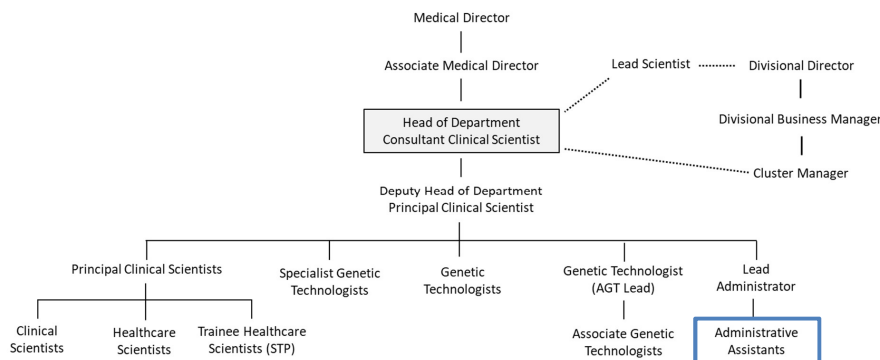 Medical Director
Associate Medical Director
Lead Scientist
Divisional Director
Head of Department
Consultant Clinical Scientist
Divisional Business Manager
Cluster Manager
Deputy Head of Department
Principal Clinical Scientist
Principal Clinical Scientists
Specialist Genetic
Technologists
Genetic
Technologists
Genetic Technologist
(AGT Lead)
Lead
Administrator
Clinical
Scientists
Healthcare
Scientists
Trainee Healthcare
Scientists (STP)
Associate Genetic
Technologists
Administrative
Assistants